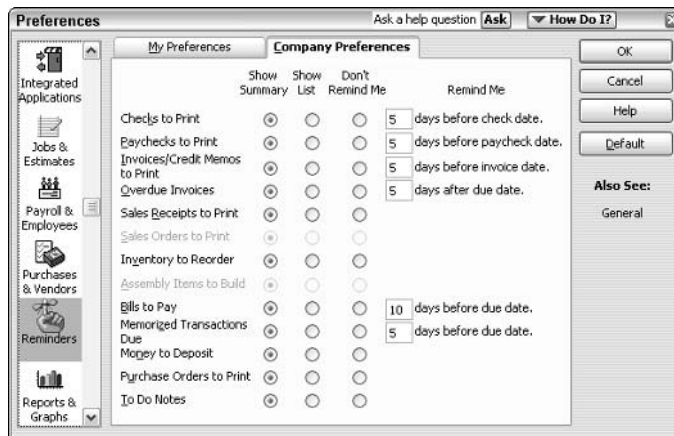 Preferences
Ask a help question Ask How Do I?
My Preferences
Company Preferences
Integrated
Applications
Jobs &
Estimates
Payroll &
Employees
Purchases
& Vendors
Reminders
Reports &
Graphs
Show
Summary
Show
List
Don't
Remind Me
Remind Me
Checks to Print 5 days before check date.
Paychecks to Print 5 days before paycheck date.
Invoices/Credit Memos
to Print 5 days before invoice date.
Overdue Invoices 5 days after due date.
Sales Receipts to Print
Sales Orders to Print
Inventory to Reorder
Assembly Items to Build
Bills to Pay 10 days before due date.
Memorized Transactions
Due 5 days before due date.
Money to Deposit
Purchase Orders to Print
To Do Notes
OK
Cancel
Help
Default
Also See:
General